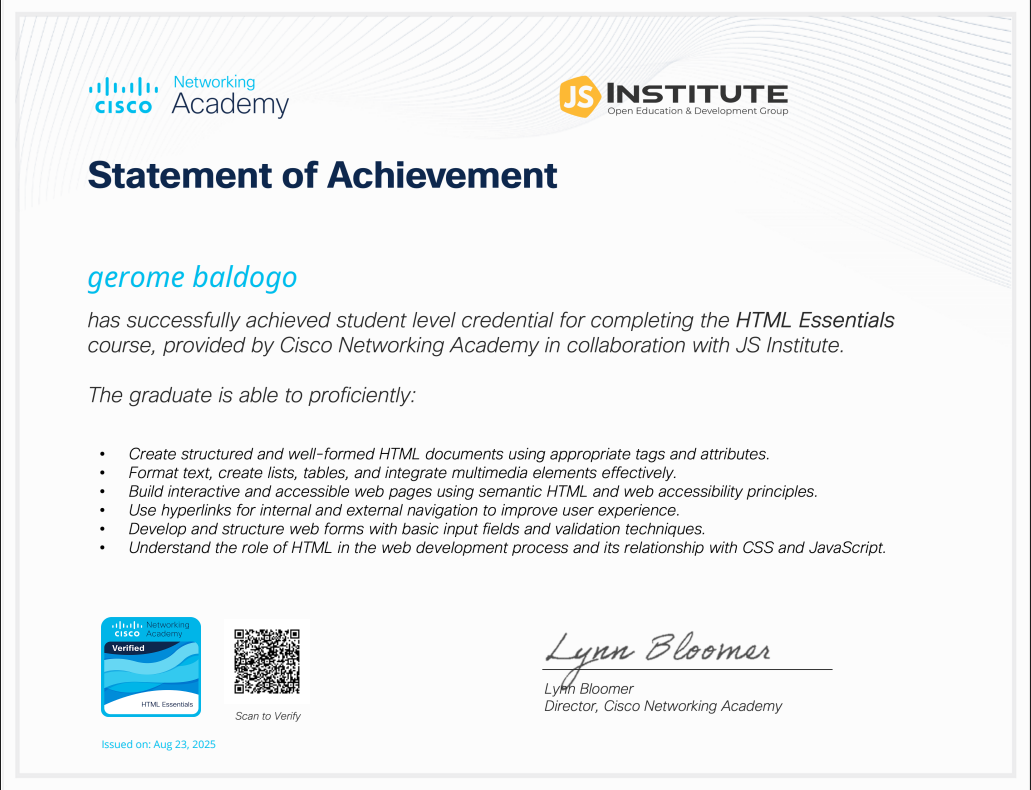 Networking
Academy
CISCO
JS INSTITUTE
Open Education & Development Group
Statement of Achievement
gerome baldogo
has successfully achieved student level credential for completing the HTML Essentials
course, provided by Cisco Networking Academy in collaboration with JS Institute.
The graduate is able to proficiently:
• Create structured and well-formed HTML documents using appropriate tags and attributes.
• Format text, create lists, tables, and integrate multimedia elements effectively.
• Build interactive and accessible web pages using semantic HTML and web accessibility principles.
• Use hyperlinks for internal and external navigation to improve user experience.
• Develop and structure web forms with basic input fields and validation techniques.
• Understand the role of HTML in the web development process and its relationship with CSS and JavaScript.
Networking
CISCO Academy
Verified
HTML Essentials
Scan to Verify
Lynn Bloomer
Lynn Bloomer
Director, Cisco Networking Academy
Issued on: Aug 23, 2025